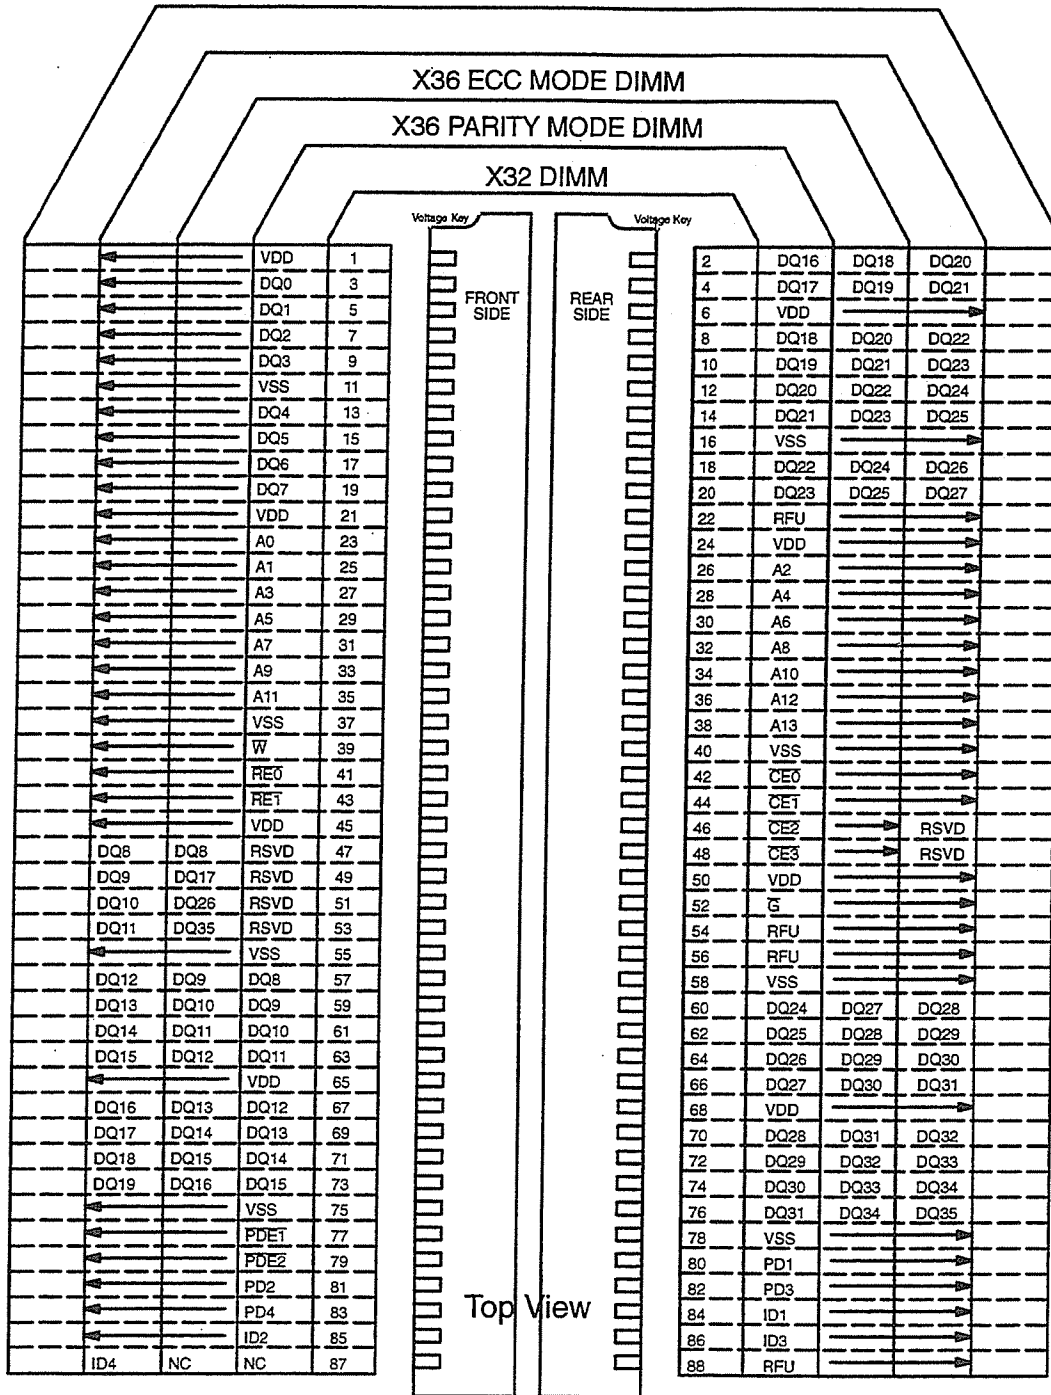 X36 ECC MODE DIMM
X36 PARITY MODE DIMM
X32 DIMM
Voltage Key
Voltage Key
FRONT
SIDE
REAR
SIDE
VDD 1
DQ0 3
DQ1 5
DQ2 7
DQ3 9
VSS 11
DQ4 13
DQ5 15
DQ6 17
DQ7 19
VDD 21
A0 23
A1 25
A3 27
A5 29
A7 31
A9 33
A11 35
VSS 37
W̅ 39
R̅E̅0̅ 41
R̅E̅1̅ 43
VDD 45
DQ8 DQ8 RSVD 47
DQ9 DQ17 RSVD 49
DQ10 DQ26 RSVD 51
DQ11 DQ35 RSVD 53
VSS 55
DQ12 DQ9 DQ8 57
DQ13 DQ10 DQ9 59
DQ14 DQ11 DQ10 61
DQ15 DQ12 DQ11 63
VDD 65
DQ16 DQ13 DQ12 67
DQ17 DQ14 DQ13 69
DQ18 DQ15 DQ14 71
DQ19 DQ16 DQ15 73
VSS 75
P̅D̅E̅1̅ 77
P̅D̅E̅2̅ 79
PD2 81
PD4 83
ID2 85
ID4 NC NC 87
2 DQ16 DQ18 DQ20
4 DQ17 DQ19 DQ21
6 VDD
8 DQ18 DQ20 DQ22
10 DQ19 DQ21 DQ23
12 DQ20 DQ22 DQ24
14 DQ21 DQ23 DQ25
16 VSS
18 DQ22 DQ24 DQ26
20 DQ23 DQ25 DQ27
22 RFU
24 VDD
26 A2
28 A4
30 A6
32 A8
34 A10
36 A12
38 A13
40 VSS
42 C̅E̅0̅
44 C̅E̅1̅
46 C̅E̅2̅ RSVD
48 C̅E̅3̅ RSVD
50 VDD
52 G̅
54 RFU
56 RFU
58 VSS
60 DQ24 DQ27 DQ28
62 DQ25 DQ28 DQ29
64 DQ26 DQ29 DQ30
66 DQ27 DQ30 DQ31
68 VDD
70 DQ28 DQ31 DQ32
72 DQ29 DQ32 DQ33
74 DQ30 DQ33 DQ34
76 DQ31 DQ34 DQ35
78 VSS
80 PD1
82 PD3
84 ID1
86 ID3
88 RFU
Top View